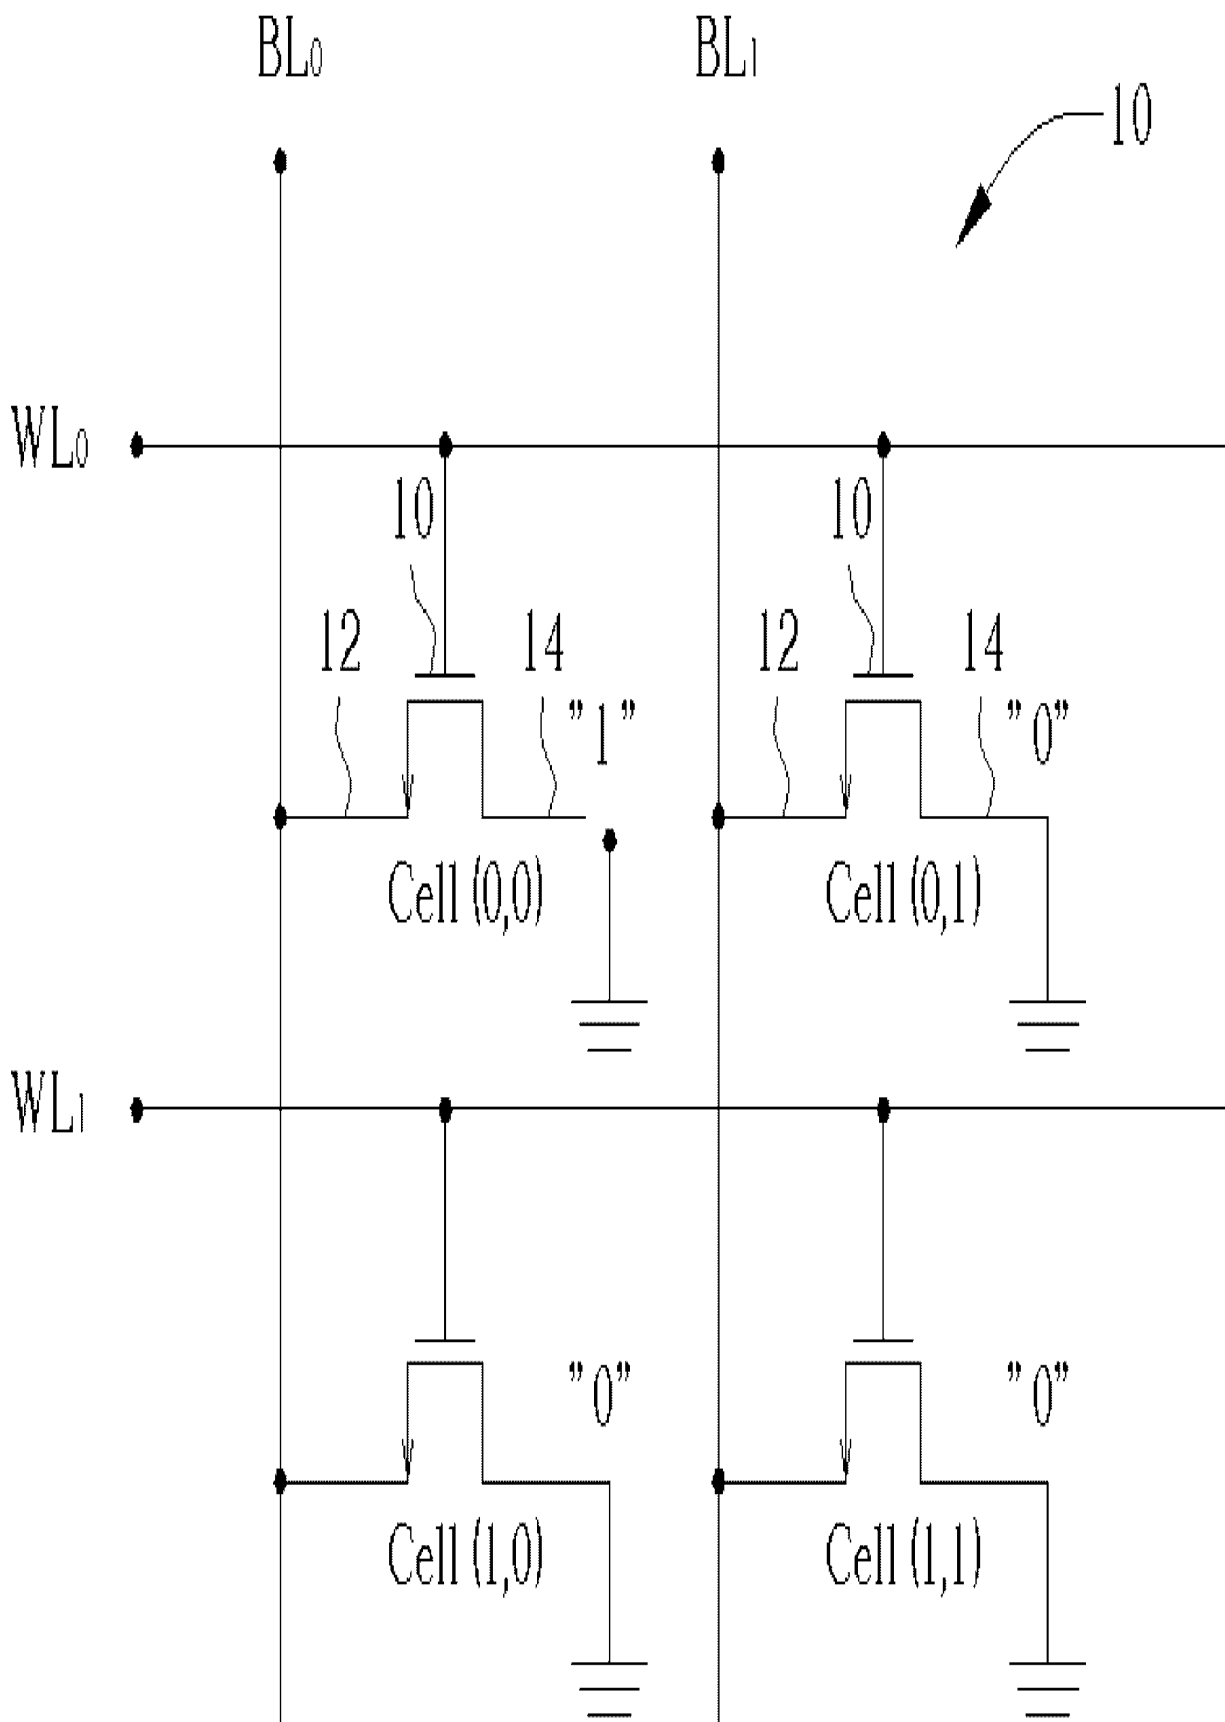 BL0 BL1
10
WL0
10 10
12 14 12 14
"1" "0"
Cell (0,0) Cell (0,1)
WL1
"0" "0"
Cell (1,0) Cell (1,1)